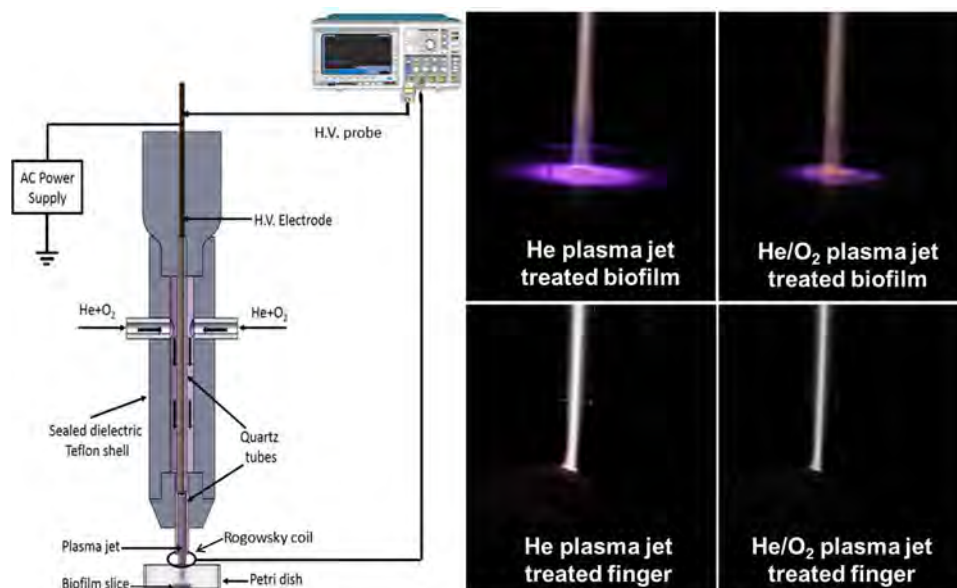 H.V. probe
AC Power
Supply
H.V. Electrode
He+O₂
He+O₂
Sealed dielectric
Teflon shell
Quartz
tubes
Plasma jet
Rogowsky coil
Biofilm slice
Petri dish
He plasma jet
treated biofilm
He/O₂ plasma jet
treated biofilm
He plasma jet
treated finger
He/O₂ plasma jet
treated finger